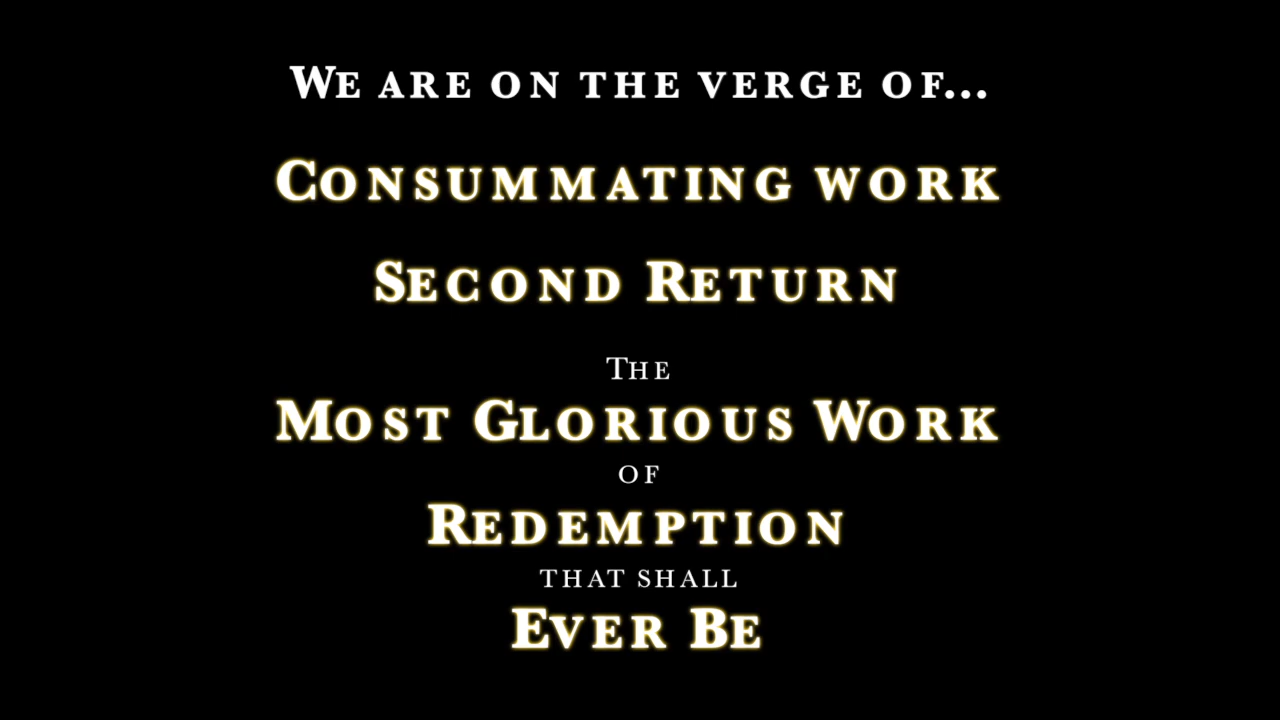 We are on the verge of...
Consummating work
Second Return
The
Most Glorious Work
of
Redemption
that shall
Ever Be